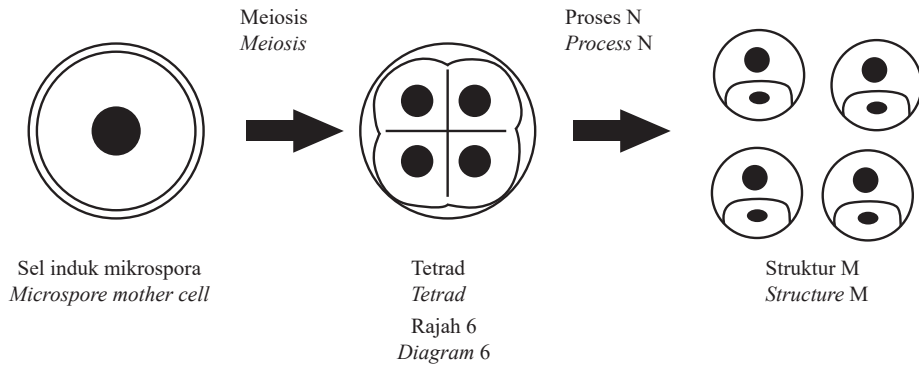 Meiosis
Meiosis
Proses N
Process N
Sel induk mikrospora
Microspore mother cell
Tetrad
Tetrad
Struktur M
Structure M
Rajah 6
Diagram 6